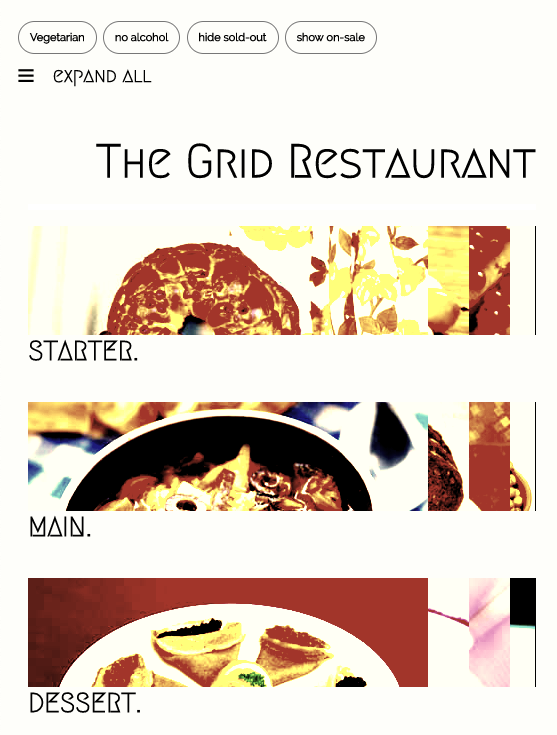 Vegetarian no alcohol hide sold-out show on-sale
expand all
The Grid Restaurant
STARTER.
MAIN.
DESSERT.